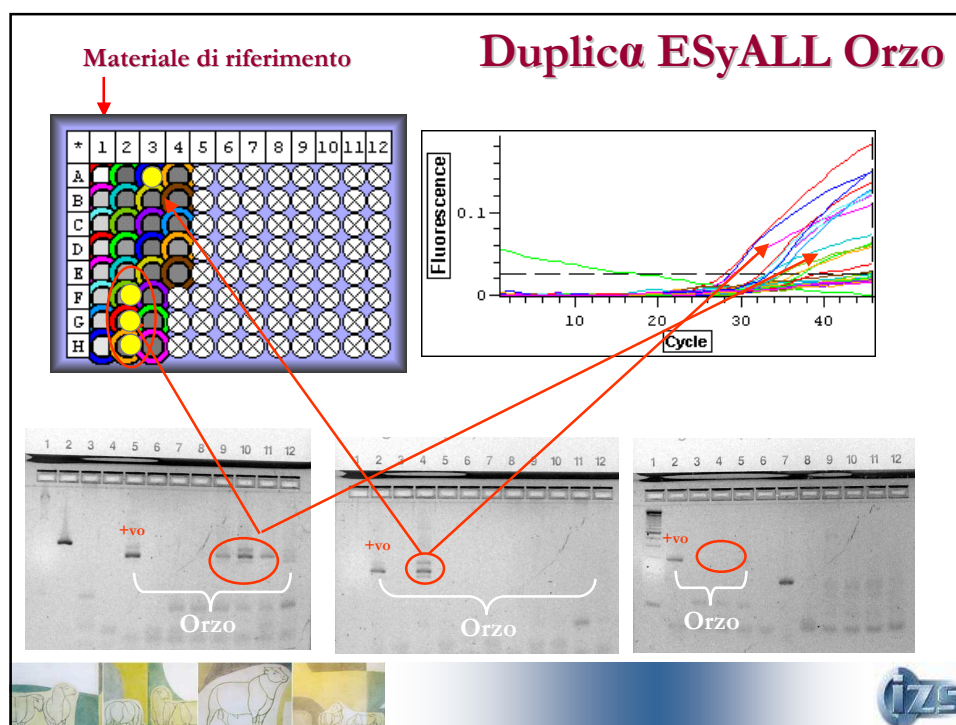 Duplicα ESyALL Orzo
Materiale di riferimento
* 1 2 3 4 5 6 7 8 9 10 11 12
A
B
C
D
E
F
G
H
Fluorescence
0.1
0
10 20 30 40
Cycle
1 2 3 4 5 6 7 8 9 10 11 12
+vo
Orzo
1 2 3 4 5 6 7 8 9 10 11 12
+vo
Orzo
1 2 3 4 5 6 7 8 9 10 11 12
+vo
Orzo
izs